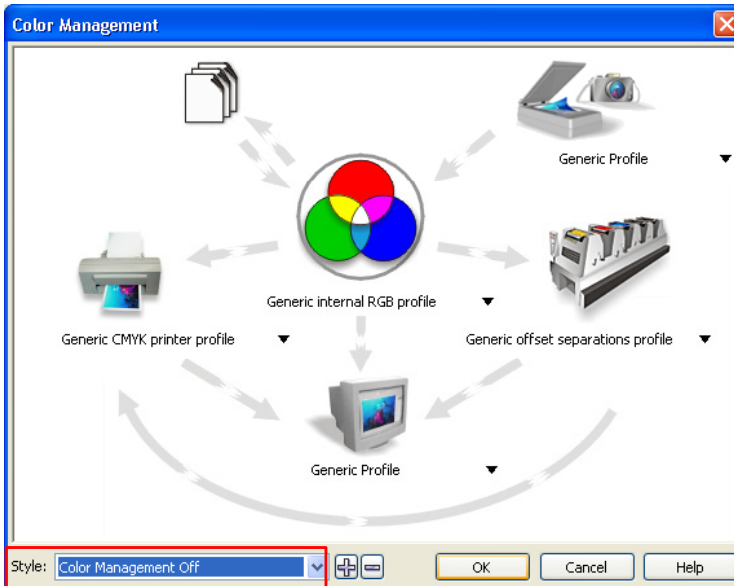 Color Management
Generic Profile
Generic internal RGB profile
Generic CMYK printer profile
Generic offset separations profile
Generic Profile
Style: Color Management Off
OK
Cancel
Help